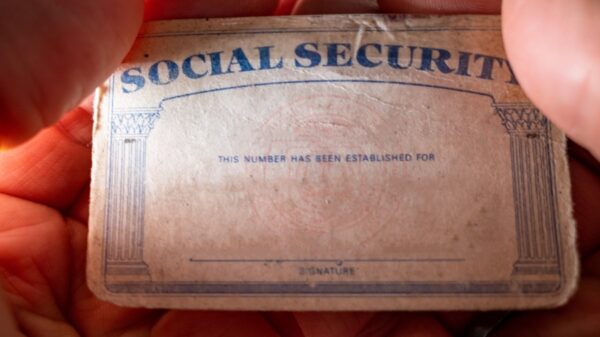 SOCIAL SECURITY
THIS NUMBER HAS BEEN ESTABLISHED FOR
SIGNATURE